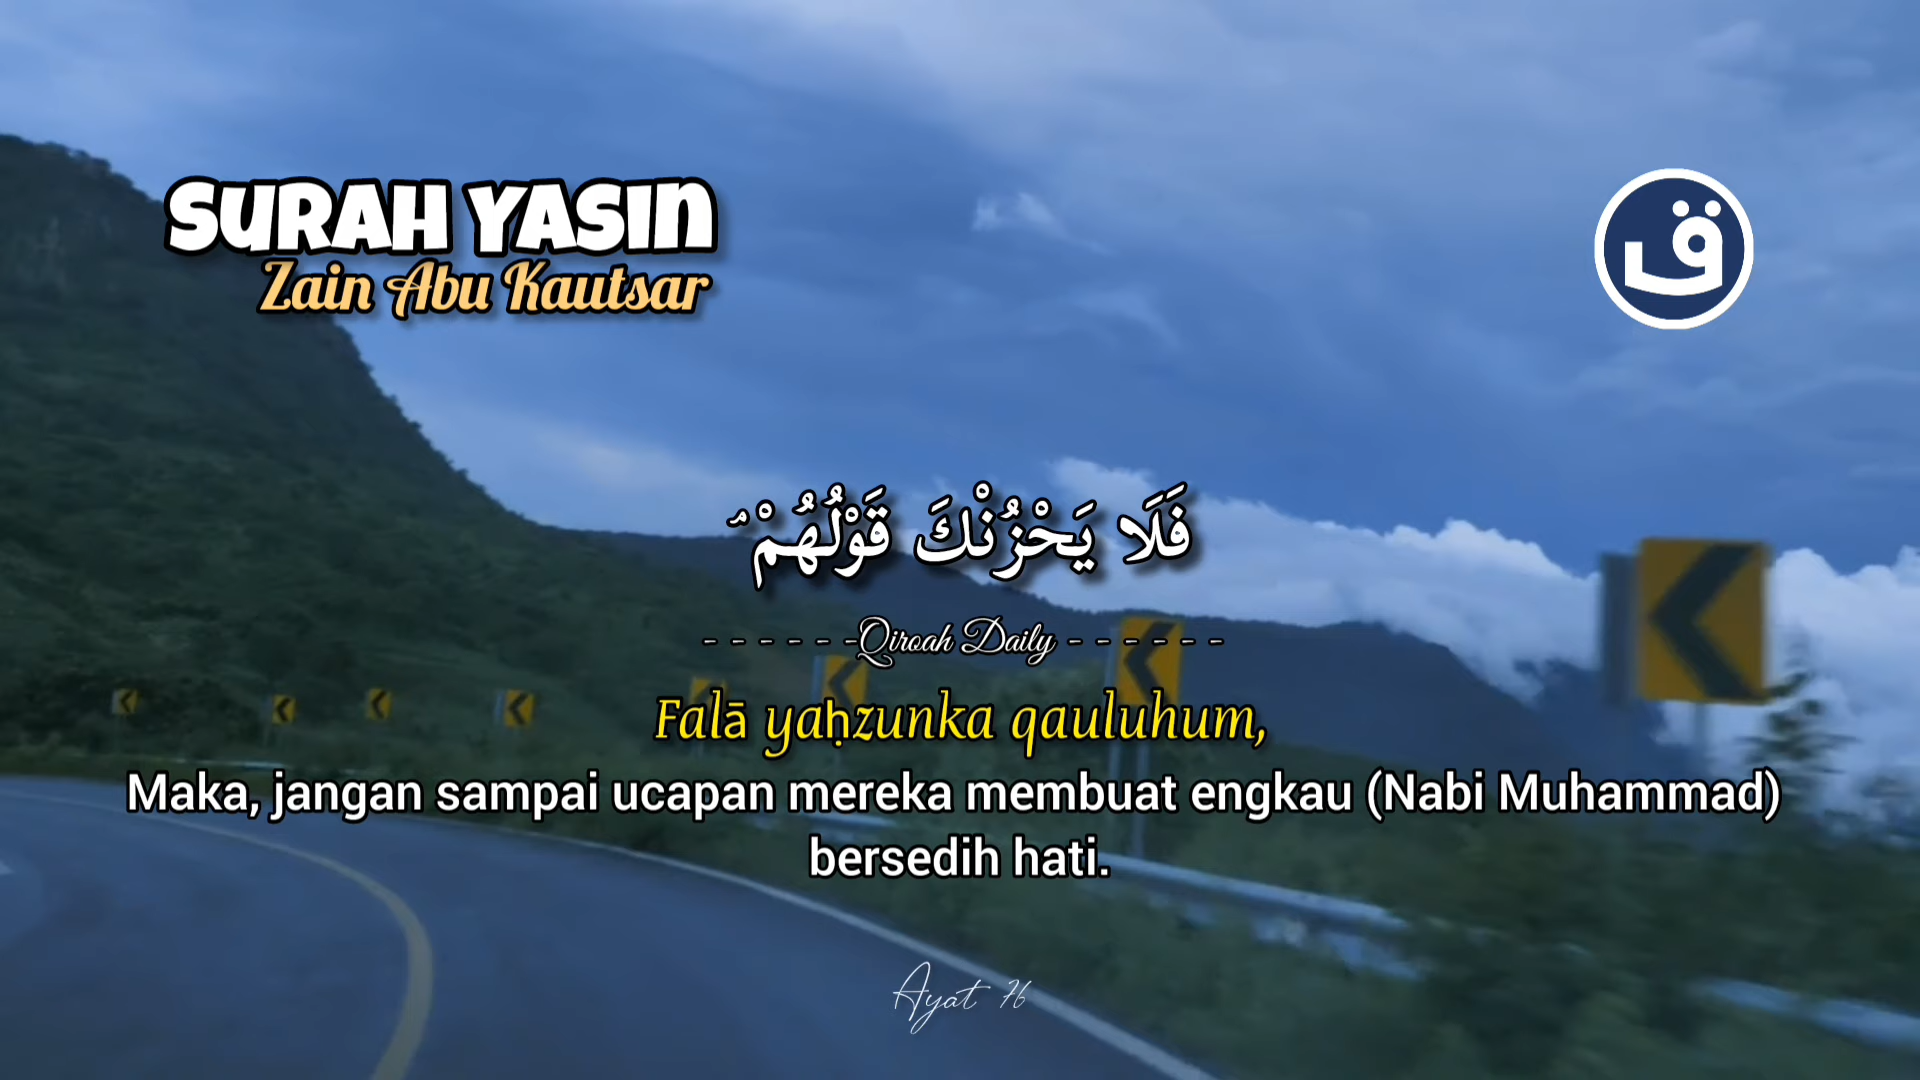 SURAH YASIN
Zain Abu Kautsar
ق
فَلَا يَحْزُنْكَ قَوْلُهُمْ ۘ
- - - - - -Qiroah Daily - - - - - -
Falā yaḥzunka qauluhum,
Maka, jangan sampai ucapan mereka membuat engkau (Nabi Muhammad)
bersedih hati.
Ayat 76